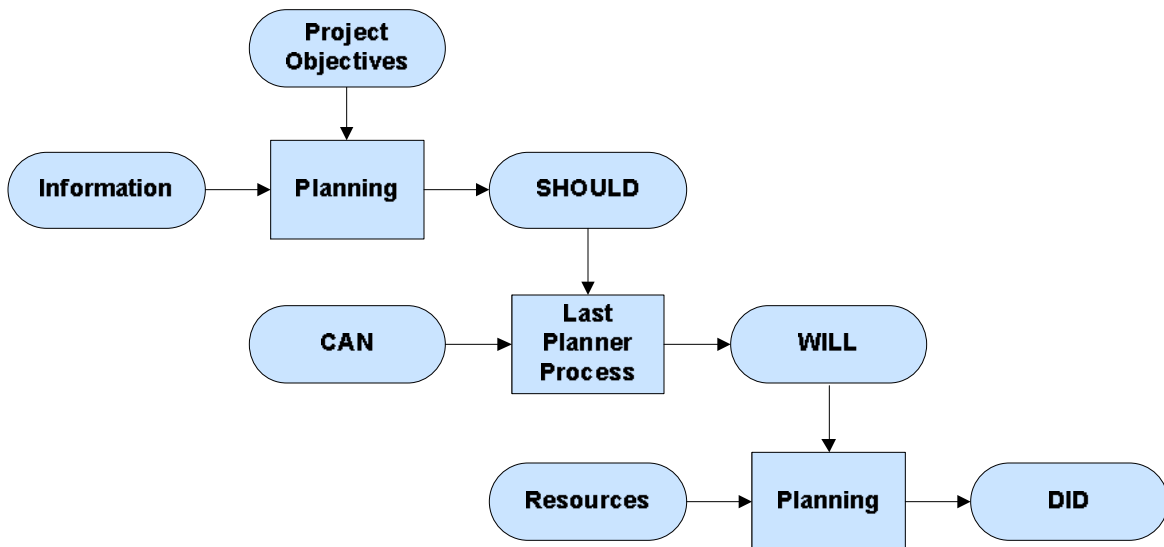 Project
Objectives
Information
Planning
SHOULD
CAN
Last
Planner
Process
WILL
Resources
Planning
DID